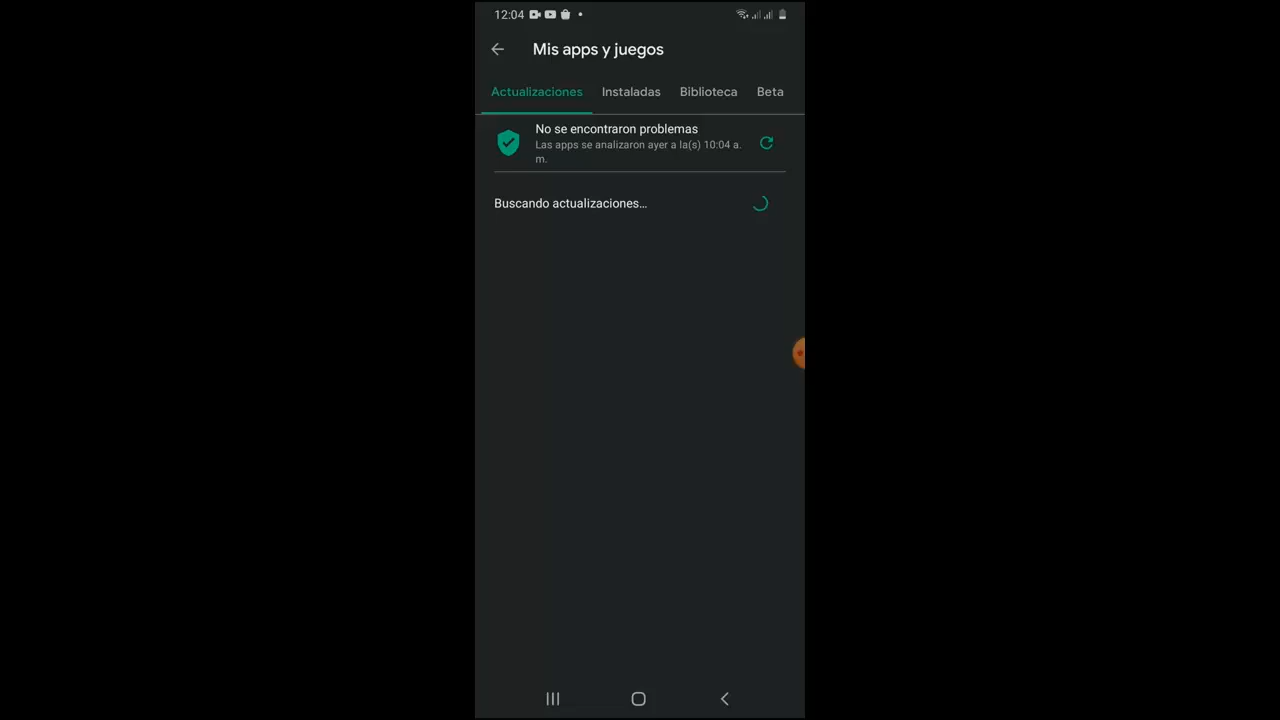 12:04
Mis apps y juegos
Actualizaciones Instaladas Biblioteca Beta
No se encontraron problemas
Las apps se analizaron ayer a la(s) 10:04 a.
m.
Buscando actualizaciones...